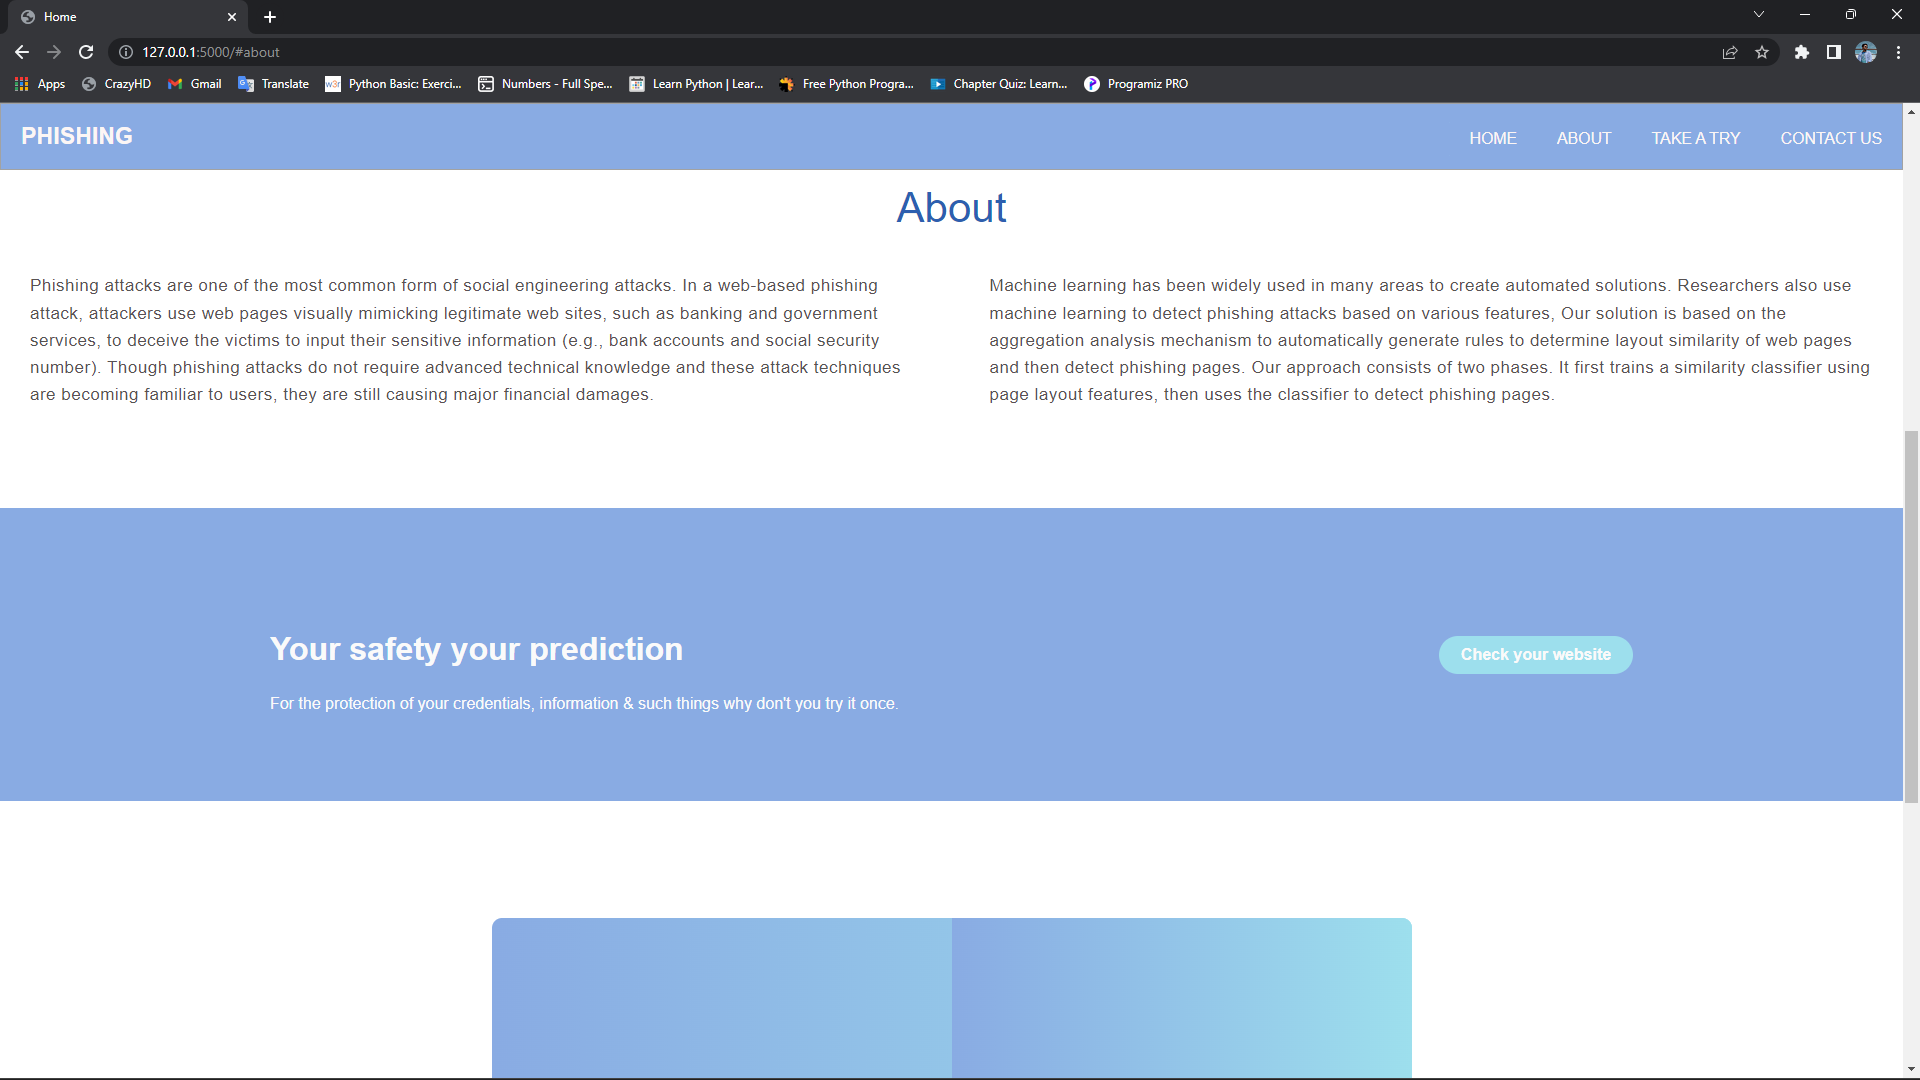 Home
127.0.0.1:5000/#about
Apps CrazyHD Gmail Translate Python Basic: Exerci... Numbers - Full Spe... Learn Python | Lear... Free Python Progra... Chapter Quiz: Learn... Programiz PRO
PHISHING HOME ABOUT TAKE A TRY CONTACT US
About
Phishing attacks are one of the most common form of social engineering attacks. In a web-based phishing
attack, attackers use web pages visually mimicking legitimate web sites, such as banking and government
services, to deceive the victims to input their sensitive information (e.g., bank accounts and social security
number). Though phishing attacks do not require advanced technical knowledge and these attack techniques
are becoming familiar to users, they are still causing major financial damages.
Machine learning has been widely used in many areas to create automated solutions. Researchers also use
machine learning to detect phishing attacks based on various features, Our solution is based on the
aggregation analysis mechanism to automatically generate rules to determine layout similarity of web pages
and then detect phishing pages. Our approach consists of two phases. It first trains a similarity classifier using
page layout features, then uses the classifier to detect phishing pages.
Your safety your prediction
For the protection of your credentials, information & such things why don't you try it once.
Check your website